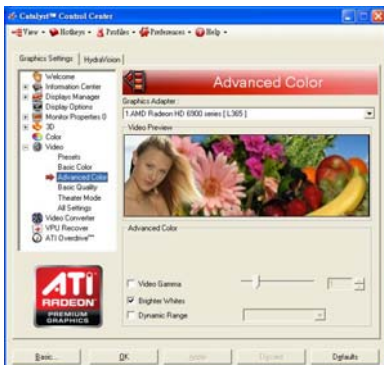 Catalyst™ Control Center
View Hotkeys Profiles Preferences Help
Graphics Settings HydraVision
Welcome
Information Center
Displays Manager
Display Options
Monitor Properties 0
3D
Color
Video
Presets
Basic Color
Advanced Color
Basic Quality
Theater Mode
All Settings
Video Converter
VPU Recover
ATI Overdrive™
Advanced Color
Graphics Adapter:
1.AMD Radeon HD 6900 series [ L365 ]
Video Preview
Advanced Color
Video Gamma 1
Brighter Whites
Dynamic Range
ATI
RADEON
PREMIUM
GRAPHICS
Basic... OK Apply Discard Defaults